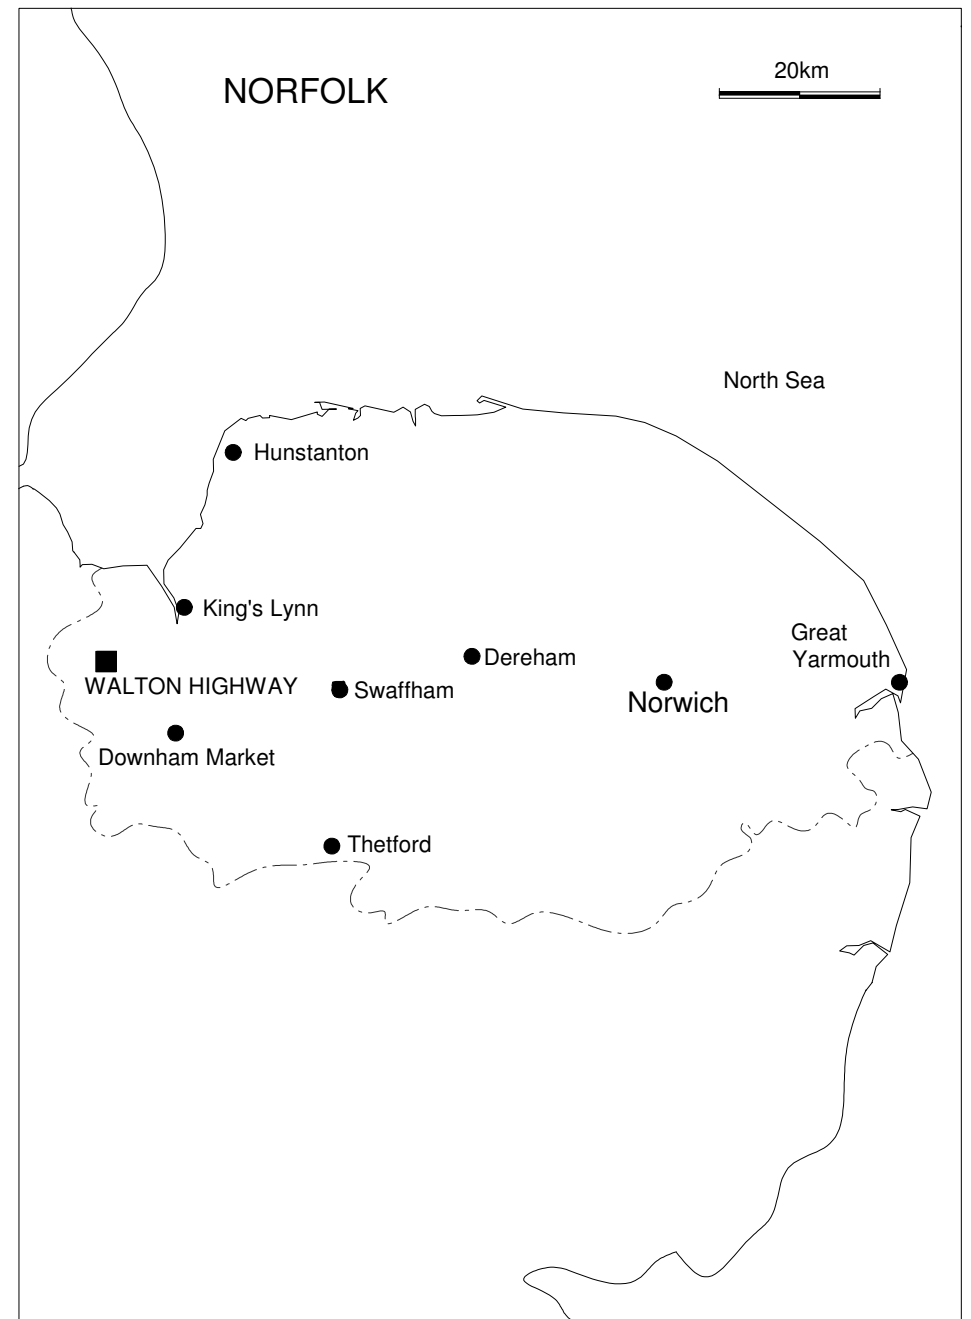 20km
NORFOLK
North Sea
Hunstanton
King's Lynn
Great
Yarmouth
Dereham
WALTON HIGHWAY
Swaffham
Norwich
Downham Market
Thetford